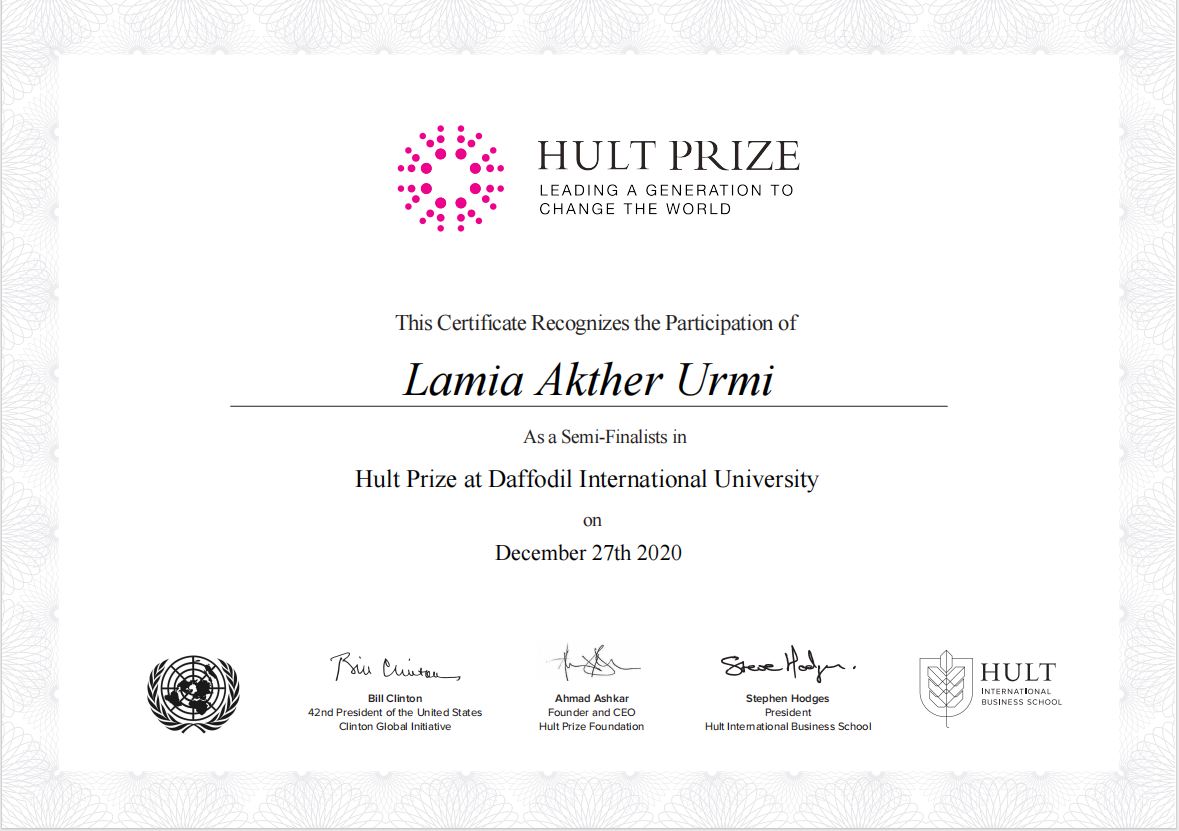 HULT PRIZE
LEADING A GENERATION TO
CHANGE THE WORLD
This Certificate Recognizes the Participation of
Lamia Akther Urmi
As a Semi-Finalists in
Hult Prize at Daffodil International University
on
December 27th 2020
Bill Clinton
Bill Clinton
42nd President of the United States
Clinton Global Initiative
Ahmad Ashkar
Founder and CEO
Hult Prize Foundation
Steve Hodges
Stephen Hodges
President
Hult International Business School
HULT
INTERNATIONAL
BUSINESS SCHOOL